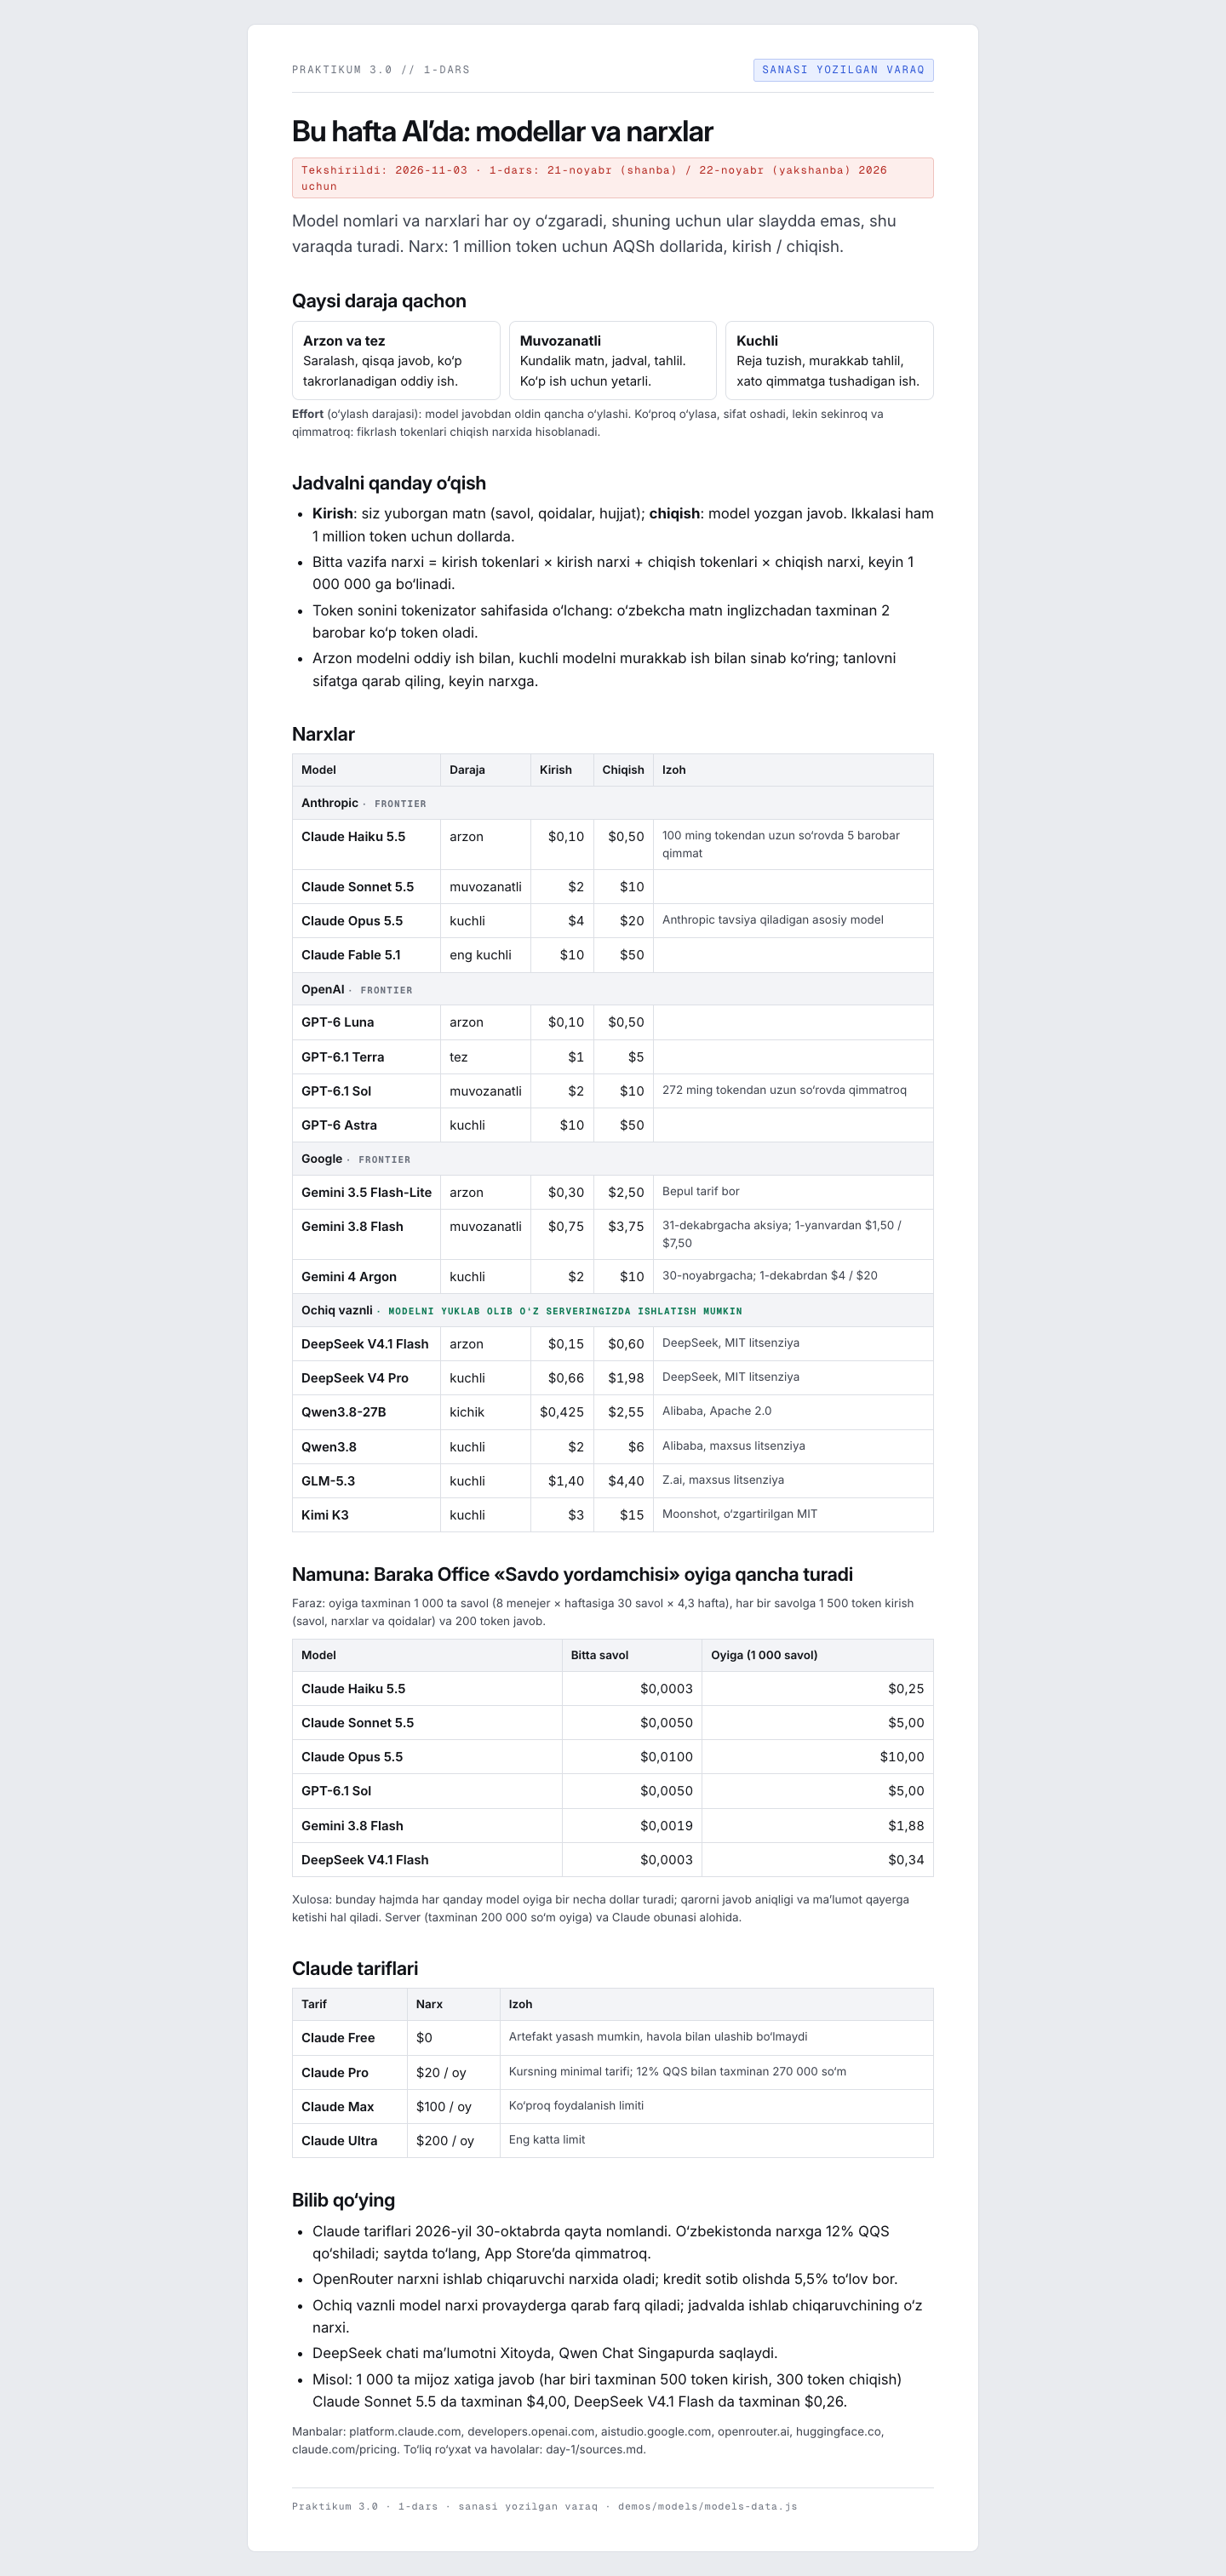 PRAKTIKUM 3.0 // 1-DARS
SANASI YOZILGAN VARAQ
Bu hafta AI’da: modellar va narxlar
Tekshirildi: 2026-11-03 · 1-dars: 21-noyabr (shanba) / 22-noyabr (yakshanba) 2026
uchun
Model nomlari va narxlari har oy o‘zgaradi, shuning uchun ular slaydda emas, shu
varaqda turadi. Narx: 1 million token uchun AQSh dollarida, kirish / chiqish.
Qaysi daraja qachon
Arzon va tez
Saralash, qisqa javob, ko‘p
takrorlanadigan oddiy ish.
Muvozanatli
Kundalik matn, jadval, tahlil.
Ko‘p ish uchun yetarli.
Kuchli
Reja tuzish, murakkab tahlil,
xato qimmatga tushadigan ish.
Effort (o‘ylash darajasi): model javobdan oldin qancha o‘ylashi. Ko‘proq o‘ylasa, sifat oshadi, lekin sekinroq va
qimmatroq: fikrlash tokenlari chiqish narxida hisoblanadi.
Jadvalni qanday o‘qish
• Kirish: siz yuborgan matn (savol, qoidalar, hujjat); chiqish: model yozgan javob. Ikkalasi ham
1 million token uchun dollarda.
• Bitta vazifa narxi = kirish tokenlari × kirish narxi + chiqish tokenlari × chiqish narxi, keyin 1
000 000 ga bo‘linadi.
• Token sonini tokenizator sahifasida o‘lchang: o‘zbekcha matn inglizchadan taxminan 2
barobar ko‘p token oladi.
• Arzon modelni oddiy ish bilan, kuchli modelni murakkab ish bilan sinab ko‘ring; tanlovni
sifatga qarab qiling, keyin narxga.
Narxlar
Model Daraja Kirish Chiqish Izoh
Anthropic · FRONTIER
Claude Haiku 5.5 arzon $0,10 $0,50 100 ming tokendan uzun so‘rovda 5 barobar
qimmat
Claude Sonnet 5.5 muvozanatli $2 $10
Claude Opus 5.5 kuchli $4 $20 Anthropic tavsiya qiladigan asosiy model
Claude Fable 5.1 eng kuchli $10 $50
OpenAI · FRONTIER
GPT-6 Luna arzon $0,10 $0,50
GPT-6.1 Terra tez $1 $5
GPT-6.1 Sol muvozanatli $2 $10 272 ming tokendan uzun so‘rovda qimmatroq
GPT-6 Astra kuchli $10 $50
Google · FRONTIER
Gemini 3.5 Flash-Lite arzon $0,30 $2,50 Bepul tarif bor
Gemini 3.8 Flash muvozanatli $0,75 $3,75 31-dekabrgacha aksiya; 1-yanvardan $1,50 /
$7,50
Gemini 4 Argon kuchli $2 $10 30-noyabrgacha; 1-dekabrdan $4 / $20
Ochiq vaznli · MODELNI YUKLAB OLIB O‘Z SERVERINGIZDA ISHLATISH MUMKIN
DeepSeek V4.1 Flash arzon $0,15 $0,60 DeepSeek, MIT litsenziya
DeepSeek V4 Pro kuchli $0,66 $1,98 DeepSeek, MIT litsenziya
Qwen3.8-27B kichik $0,425 $2,55 Alibaba, Apache 2.0
Qwen3.8 kuchli $2 $6 Alibaba, maxsus litsenziya
GLM-5.3 kuchli $1,40 $4,40 Z.ai, maxsus litsenziya
Kimi K3 kuchli $3 $15 Moonshot, o‘zgartirilgan MIT
Namuna: Baraka Office «Savdo yordamchisi» oyiga qancha turadi
Faraz: oyiga taxminan 1 000 ta savol (8 menejer × haftasiga 30 savol × 4,3 hafta), har bir savolga 1 500 token kirish
(savol, narxlar va qoidalar) va 200 token javob.
Model Bitta savol Oyiga (1 000 savol)
Claude Haiku 5.5 $0,0003 $0,25
Claude Sonnet 5.5 $0,0050 $5,00
Claude Opus 5.5 $0,0100 $10,00
GPT-6.1 Sol $0,0050 $5,00
Gemini 3.8 Flash $0,0019 $1,88
DeepSeek V4.1 Flash $0,0003 $0,34
Xulosa: bunday hajmda har qanday model oyiga bir necha dollar turadi; qarorni javob aniqligi va ma’lumot qayerga
ketishi hal qiladi. Server (taxminan 200 000 so‘m oyiga) va Claude obunasi alohida.
Claude tariflari
Tarif Narx Izoh
Claude Free $0 Artefakt yasash mumkin, havola bilan ulashib bo‘lmaydi
Claude Pro $20 / oy Kursning minimal tarifi; 12% QQS bilan taxminan 270 000 so‘m
Claude Max $100 / oy Ko‘proq foydalanish limiti
Claude Ultra $200 / oy Eng katta limit
Bilib qo‘ying
• Claude tariflari 2026-yil 30-oktabrda qayta nomlandi. O‘zbekistonda narxga 12% QQS
qo‘shiladi; saytda to‘lang, App Store’da qimmatroq.
• OpenRouter narxni ishlab chiqaruvchi narxida oladi; kredit sotib olishda 5,5% to‘lov bor.
• Ochiq vaznli model narxi provayderga qarab farq qiladi; jadvalda ishlab chiqaruvchining o‘z
narxi.
• DeepSeek chati ma’lumotni Xitoyda, Qwen Chat Singapurda saqlaydi.
• Misol: 1 000 ta mijoz xatiga javob (har biri taxminan 500 token kirish, 300 token chiqish)
Claude Sonnet 5.5 da taxminan $4,00, DeepSeek V4.1 Flash da taxminan $0,26.
Manbalar: platform.claude.com, developers.openai.com, aistudio.google.com, openrouter.ai, huggingface.co,
claude.com/pricing. To‘liq ro‘yxat va havolalar: day-1/sources.md.
Praktikum 3.0 · 1-dars · sanasi yozilgan varaq · demos/models/models-data.js